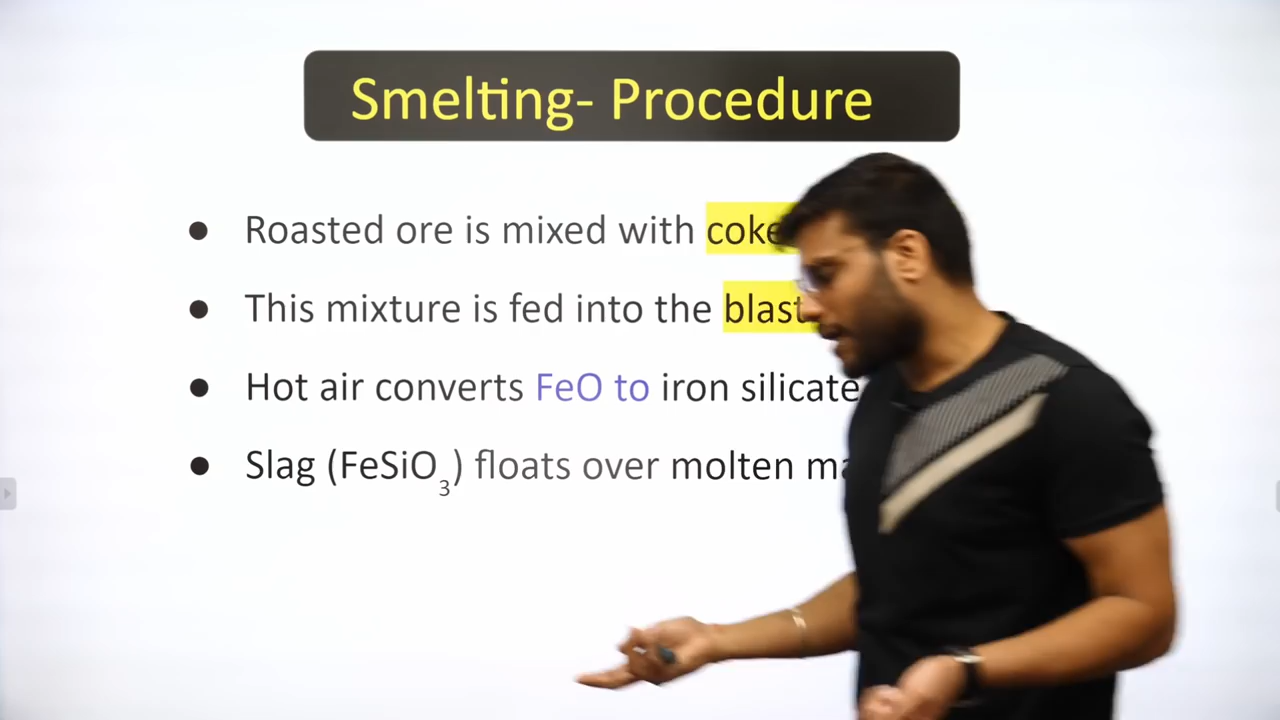 Smelting- Procedure
● Roasted ore is mixed with coke
● This mixture is fed into the blast
● Hot air converts FeO to iron silicate
● Slag (FeSiO₃) floats over molten